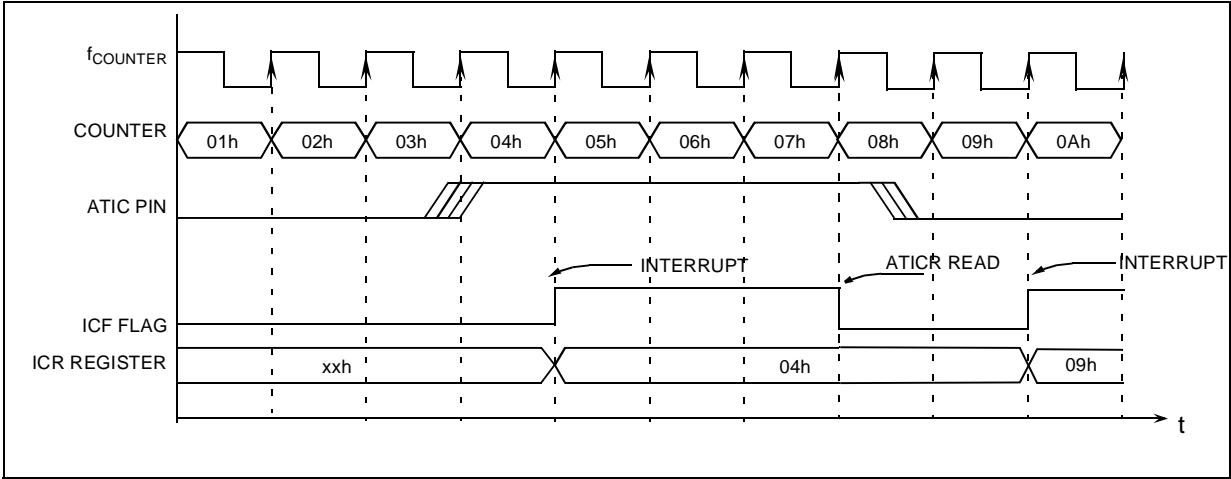 fCOUNTER
COUNTER 01h 02h 03h 04h 05h 06h 07h 08h 09h 0Ah
ATIC PIN
INTERRUPT ATICR READ INTERRUPT
ICF FLAG
ICR REGISTER xxh 04h 09h
t